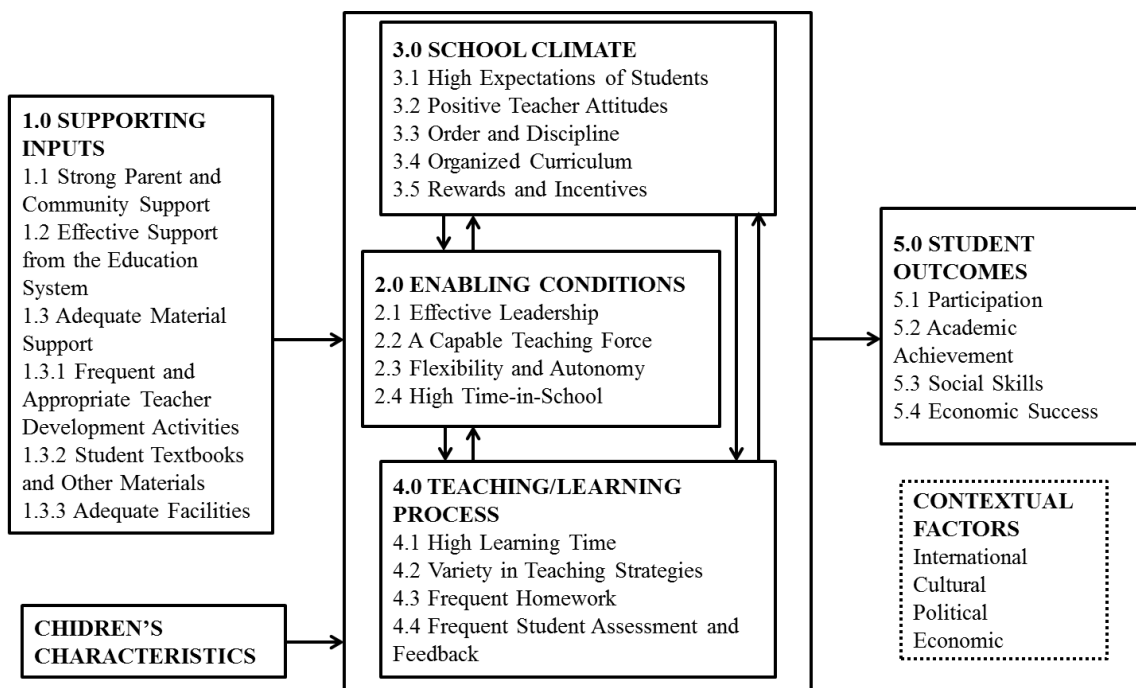 1.0 SUPPORTING
INPUTS
1.1 Strong Parent and
Community Support
1.2 Effective Support
from the Education
System
1.3 Adequate Material
Support
1.3.1 Frequent and
Appropriate Teacher
Development Activities
1.3.2 Student Textbooks
and Other Materials
1.3.3 Adequate Facilities
CHIDREN'S
CHARACTERISTICS
3.0 SCHOOL CLIMATE
3.1 High Expectations of Students
3.2 Positive Teacher Attitudes
3.3 Order and Discipline
3.4 Organized Curriculum
3.5 Rewards and Incentives
2.0 ENABLING CONDITIONS
2.1 Effective Leadership
2.2 A Capable Teaching Force
2.3 Flexibility and Autonomy
2.4 High Time-in-School
4.0 TEACHING/LEARNING
PROCESS
4.1 High Learning Time
4.2 Variety in Teaching Strategies
4.3 Frequent Homework
4.4 Frequent Student Assessment and
Feedback
5.0 STUDENT
OUTCOMES
5.1 Participation
5.2 Academic
Achievement
5.3 Social Skills
5.4 Economic Success
CONTEXTUAL
FACTORS
International
Cultural
Political
Economic